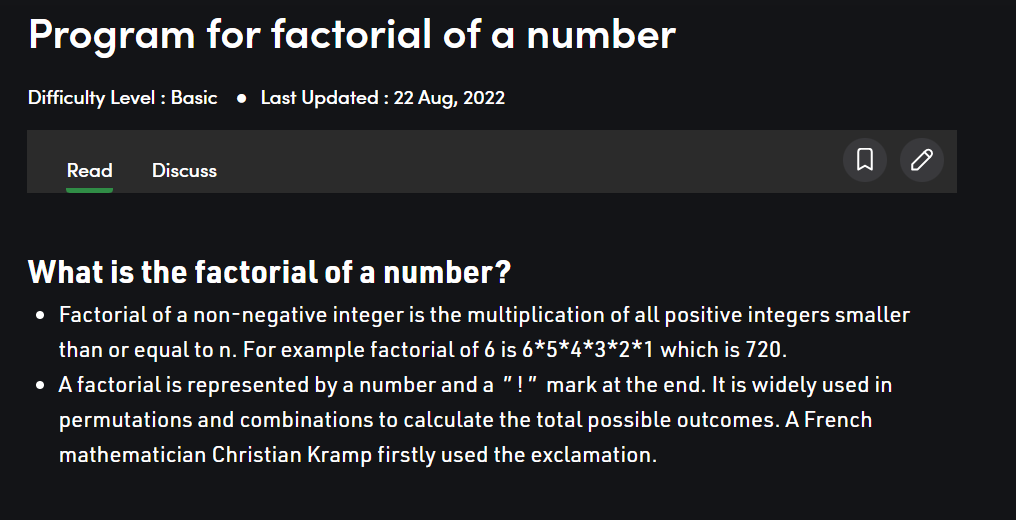 Program for factorial of a number
Difficulty Level : Basic ● Last Updated : 22 Aug, 2022
Read Discuss
What is the factorial of a number?
• Factorial of a non-negative integer is the multiplication of all positive integers smaller
than or equal to n. For example factorial of 6 is 6*5*4*3*2*1 which is 720.
• A factorial is represented by a number and a ” ! ” mark at the end. It is widely used in
permutations and combinations to calculate the total possible outcomes. A French
mathematician Christian Kramp firstly used the exclamation.